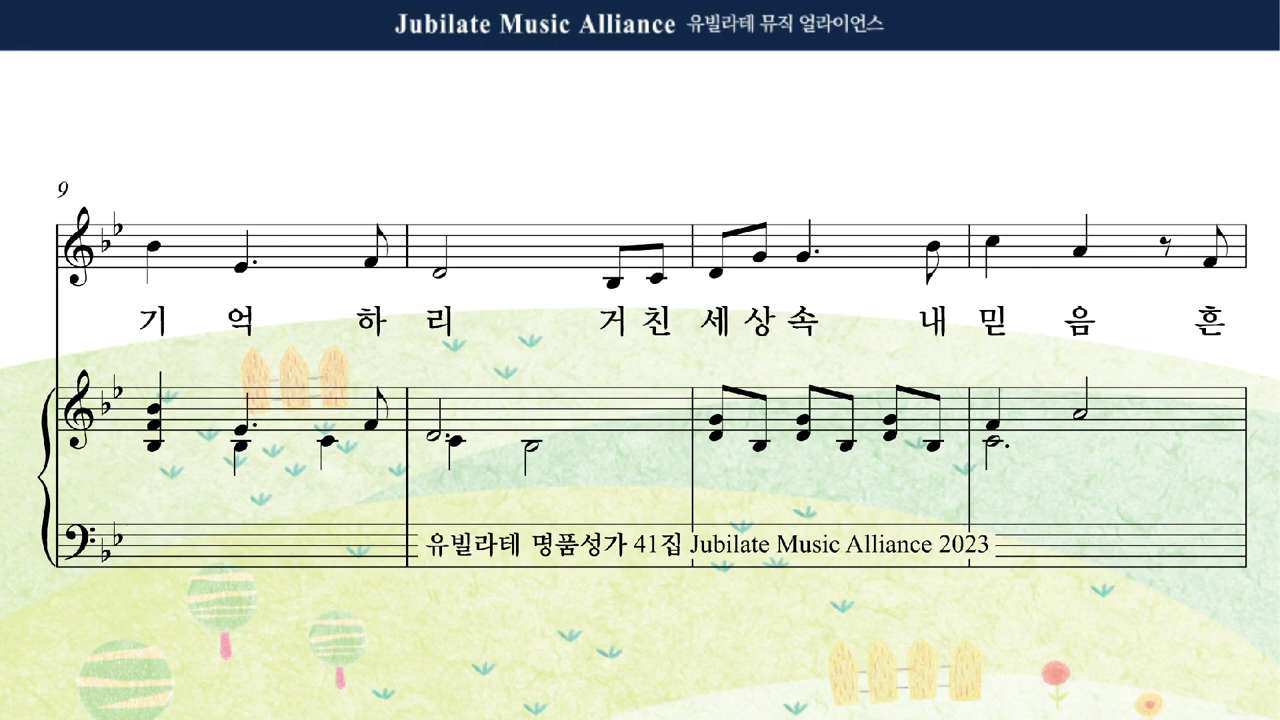 Jubilate Music Alliance 유빌라테 뮤직 얼라이언스
9
기 억 하 리 거 친 세 상 속 내 믿 음 흔
유빌라테 명품성가 41집 Jubilate Music Alliance 2023